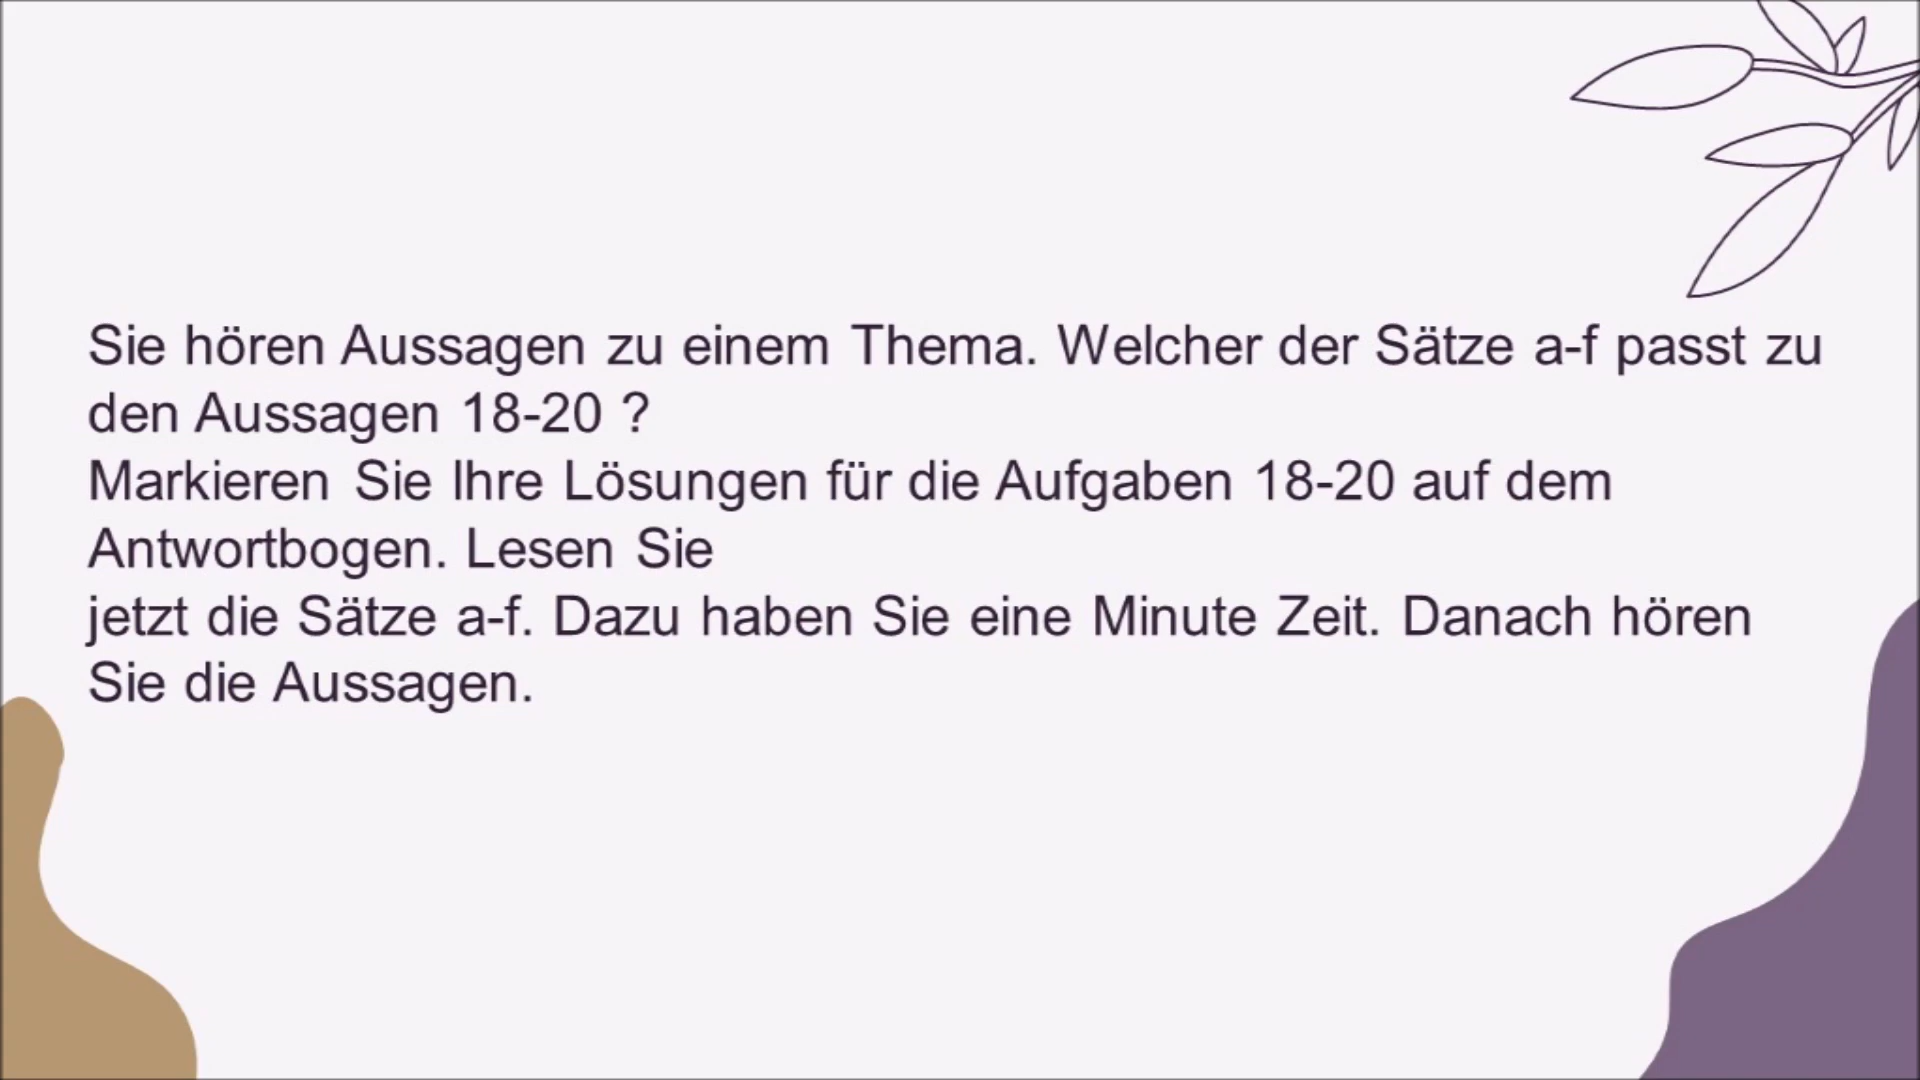 Sie hören Aussagen zu einem Thema. Welcher der Sätze a-f passt zu
den Aussagen 18-20 ?
Markieren Sie Ihre Lösungen für die Aufgaben 18-20 auf dem
Antwortbogen. Lesen Sie
jetzt die Sätze a-f. Dazu haben Sie eine Minute Zeit. Danach hören
Sie die Aussagen.